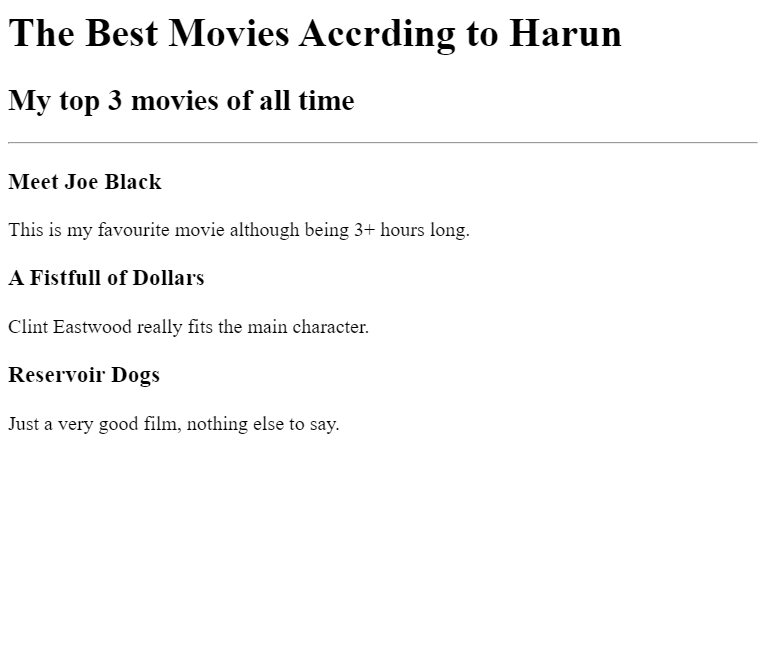 The Best Movies Accrding to Harun
My top 3 movies of all time
Meet Joe Black
This is my favourite movie although being 3+ hours long.
A Fistfull of Dollars
Clint Eastwood really fits the main character.
Reservoir Dogs
Just a very good film, nothing else to say.